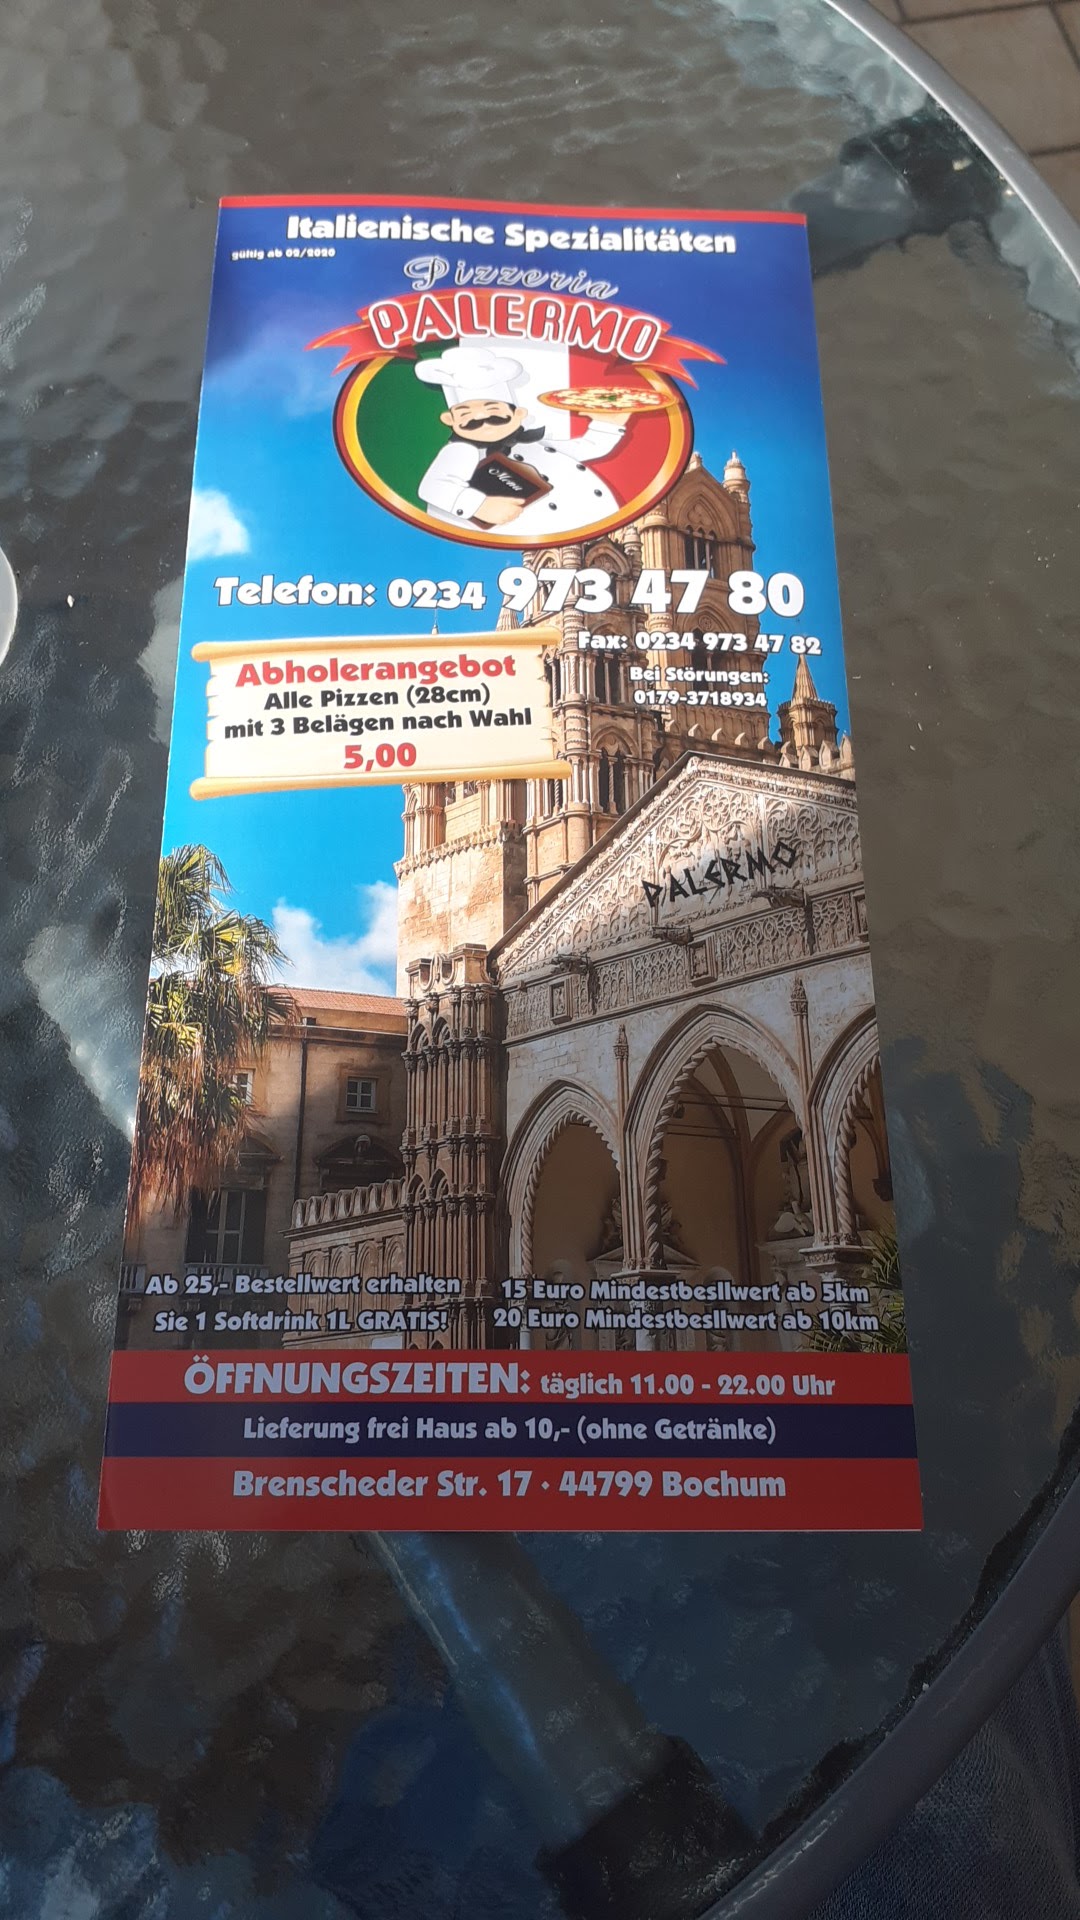 Italienische Spezialitäten
gültig ab 02/2020
Pizzeria
PALERMO
Menu
Telefon: 0234 973 47 80
Fax: 0234 973 47 82
Bei Störungen:
0179-3718934
Abholerangebot
Alle Pizzen (28cm)
mit 3 Belägen nach Wahl
5,00
PALERMO
Ab 25,- Bestellwert erhalten
Sie 1 Softdrink 1L GRATIS!
15 Euro Mindestbesllwert ab 5km
20 Euro Mindestbesllwert ab 10km
ÖFFNUNGSZEITEN: täglich 11.00 - 22.00 Uhr
Lieferung frei Haus ab 10,- (ohne Getränke)
Brenscheder Str. 17 · 44799 Bochum